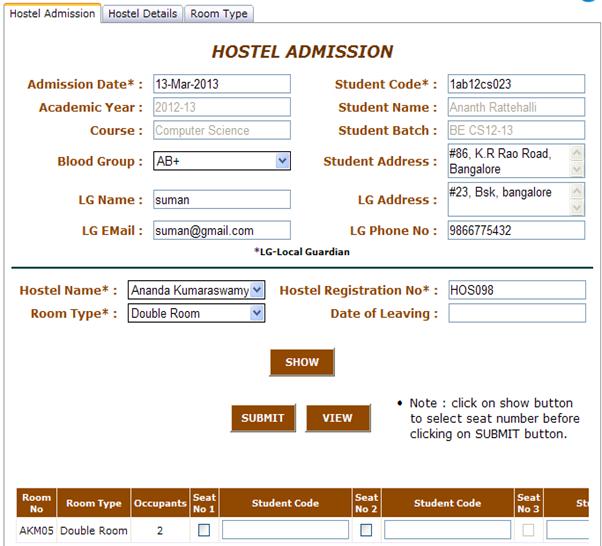 Hostel Admission Hostel Details Room Type
HOSTEL ADMISSION
Admission Date* : 13-Mar-2013 Student Code* : 1ab12cs023
Academic Year : 2012-13 Student Name : Ananth Rattehalli
Course : Computer Science Student Batch : BE CS12-13
Blood Group : AB+ Student Address : #86, K.R Rao Road,
Bangalore
LG Name : suman LG Address : #23, Bsk, bangalore
LG EMail : suman@gmail.com LG Phone No : 9866775432
*LG-Local Guardian
Hostel Name* : Ananda Kumaraswamy Hostel Registration No* : HOS098
Room Type* : Double Room Date of Leaving :
SHOW
SUBMIT VIEW
• Note : click on show button
to select seat number before
clicking on SUBMIT button.
Room No Room Type Occupants Seat No 1 Student Code Seat No 2 Student Code Seat No 3
AKM05 Double Room 2